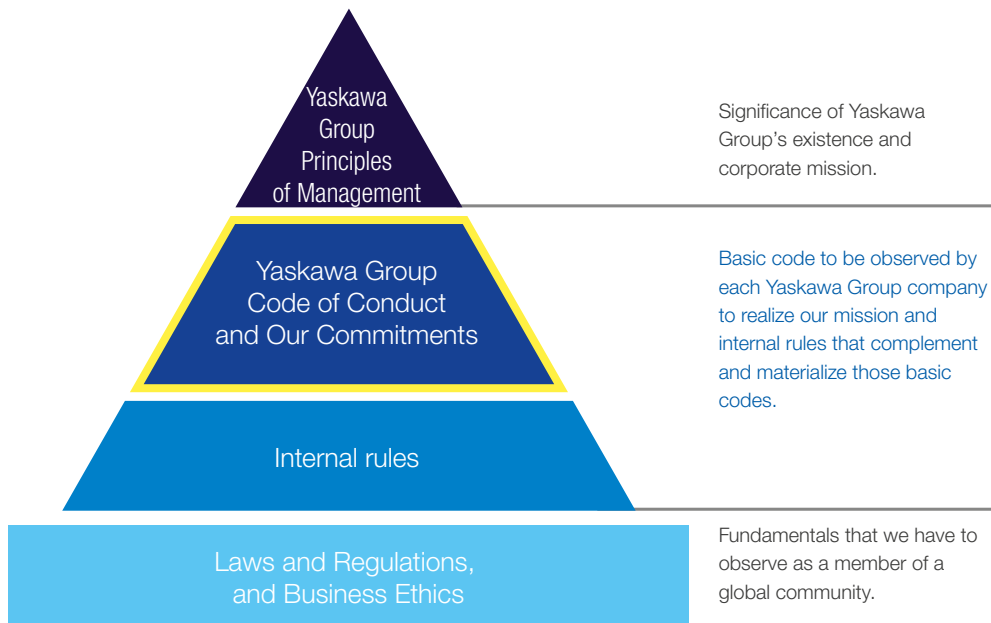 Yaskawa
Group
Principles
of Management
Significance of Yaskawa
Group’s existence and
corporate mission.
Yaskawa Group
Code of Conduct
and Our Commitments
Basic code to be observed by
each Yaskawa Group company
to realize our mission and
internal rules that complement
and materialize those basic
codes.
Internal rules
Laws and Regulations,
and Business Ethics
Fundamentals that we have to
observe as a member of a
global community.